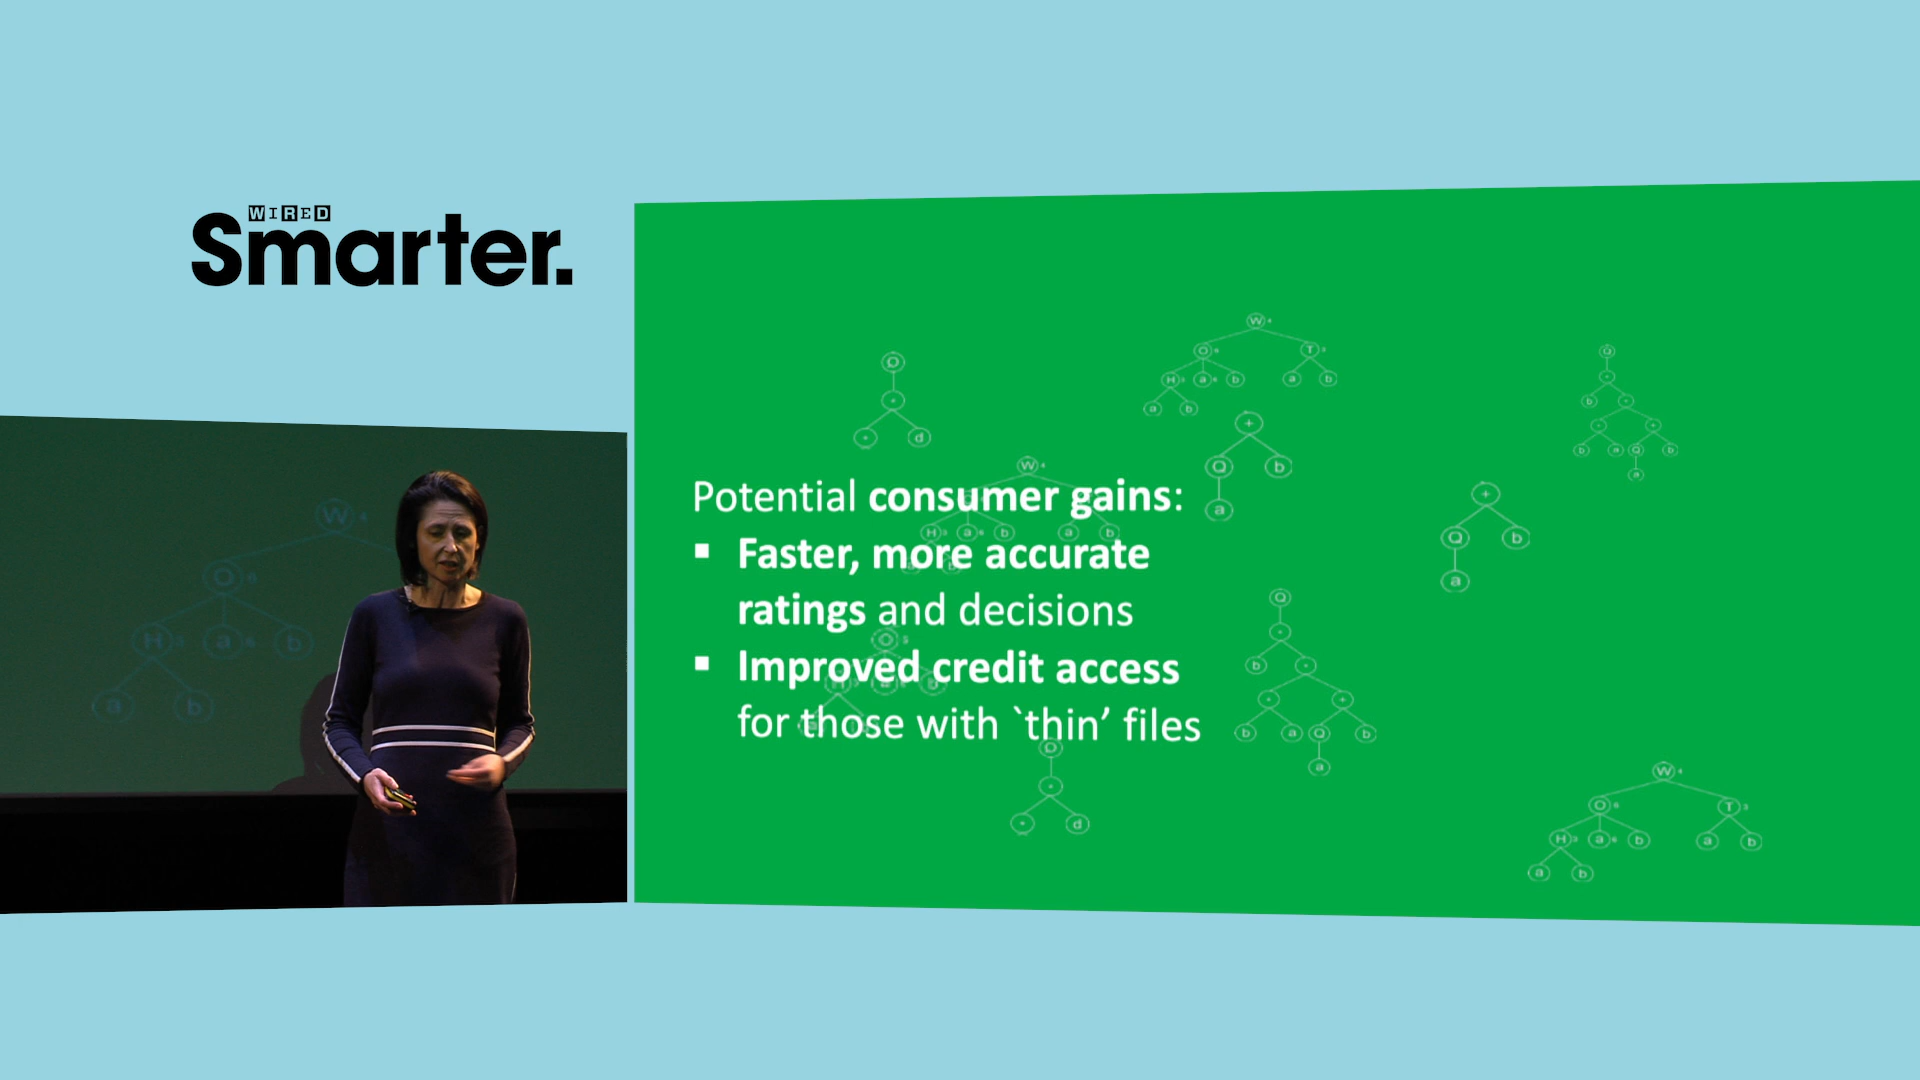 WIRED
Smarter.
Potential consumer gains:
▪ Faster, more accurate
ratings and decisions
▪ Improved credit access
for those with `thin’ files